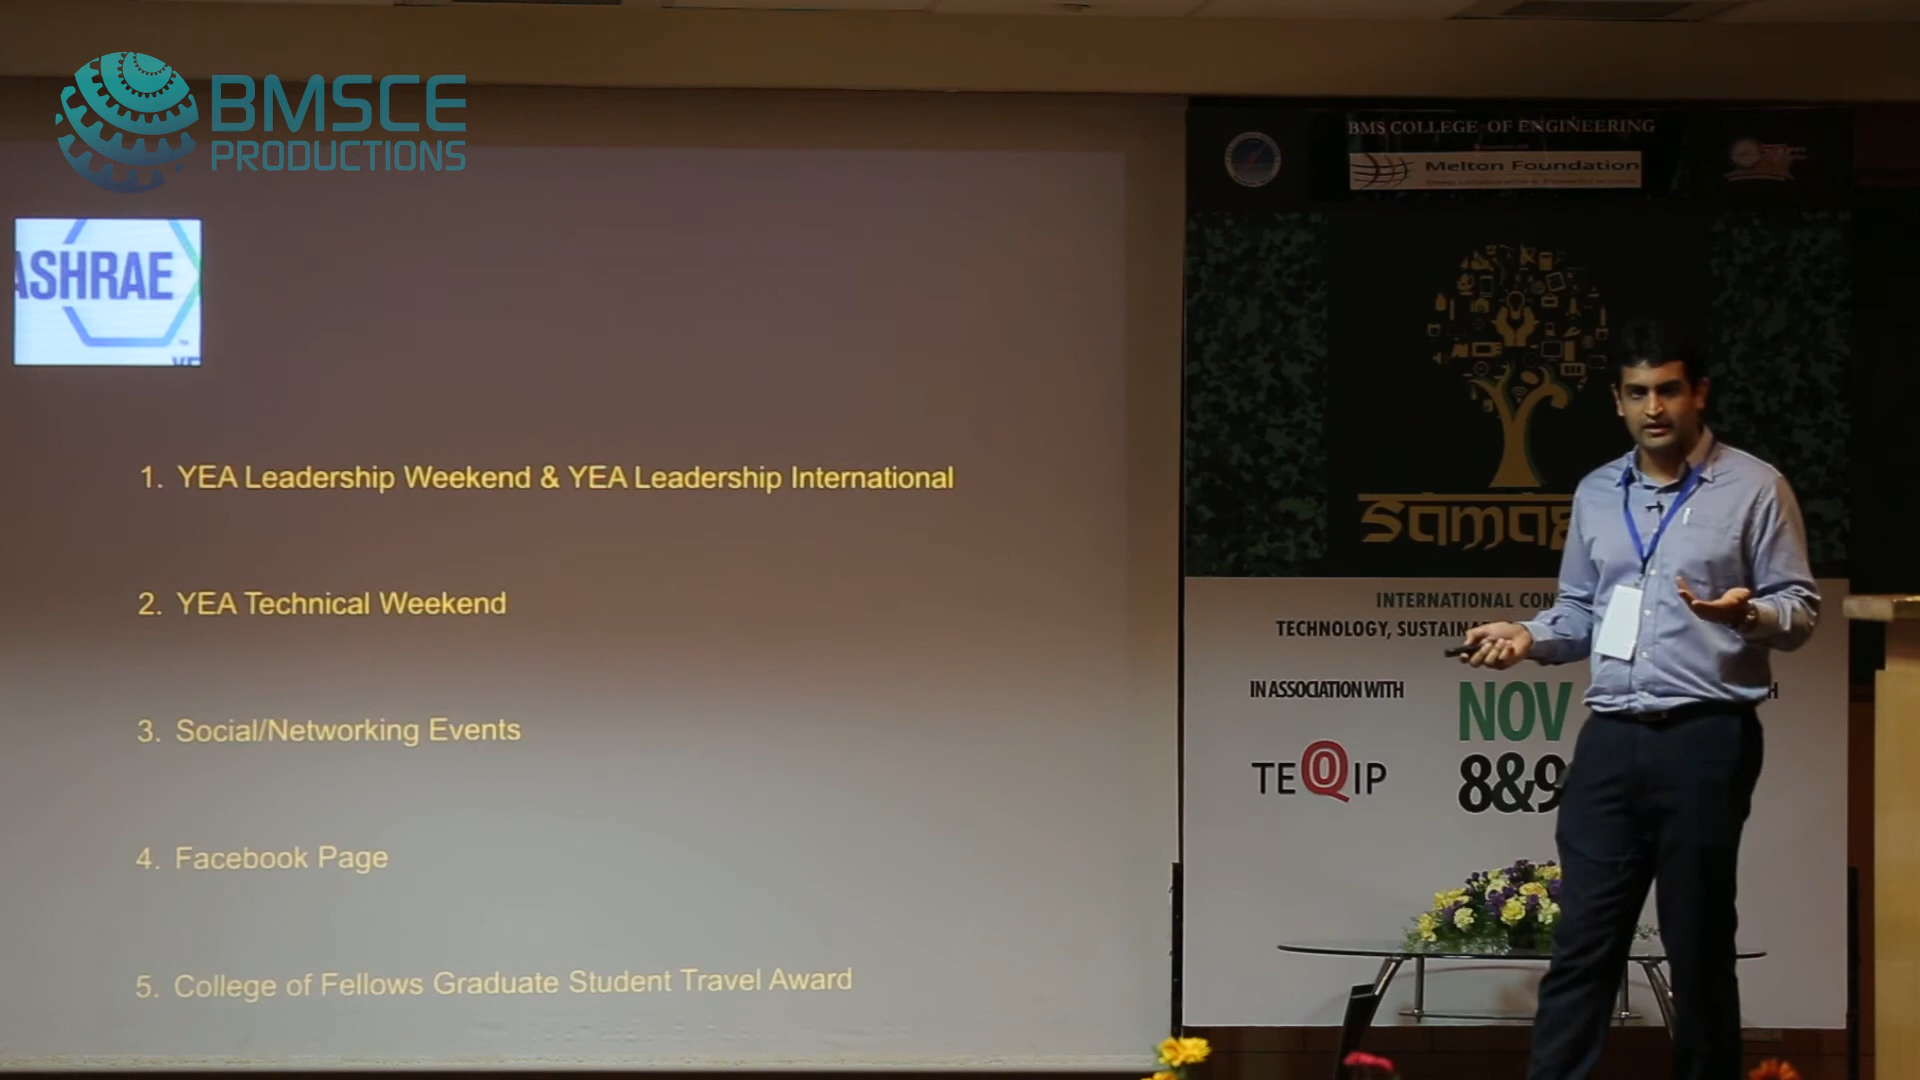 BMSCE
PRODUCTIONS
ASHRAE
1. YEA Leadership Weekend & YEA Leadership International
2. YEA Technical Weekend
3. Social/Networking Events
4. Facebook Page
5. College of Fellows Graduate Student Travel Award
BMS COLLEGE OF ENGINEERING
Melton Foundation
INTERNATIONAL CON
TECHNOLOGY, SUSTAIN
IN ASSOCIATION WITH
TEQIP
NOV
8&9